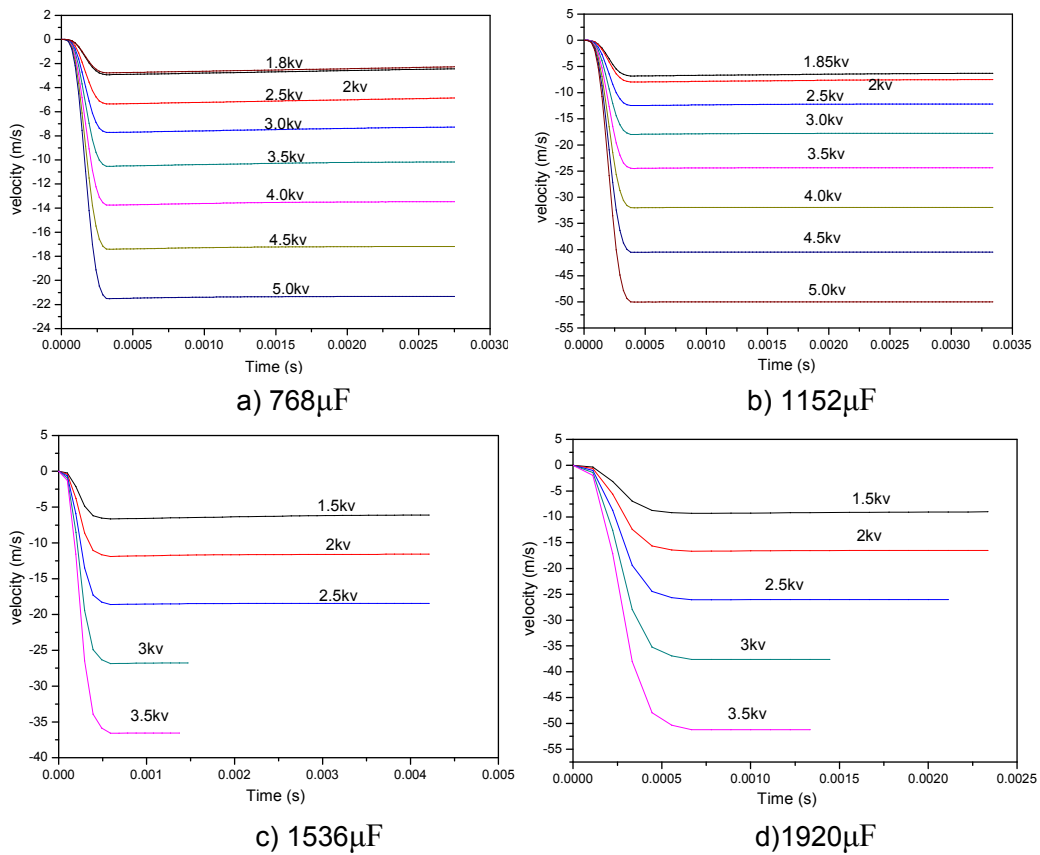 2
0
-2
-4
-6
-8
-10
-12
-14
-16
-18
-20
-22
-24
velocity (m/s)
1.8kv
2kv
2.5kv
3.0kv
3.5kv
4.0kv
4.5kv
5.0kv
0.0000 0.0005 0.0010 0.0015 0.0020 0.0025 0.0030
Time (s)
a) 768μF
5
0
-5
-10
-15
-20
-25
-30
-35
-40
-45
-50
-55
velocity (m/s)
1.85kv
2kv
2.5kv
3.0kv
3.5kv
4.0kv
4.5kv
5.0kv
0.0000 0.0005 0.0010 0.0015 0.0020 0.0025 0.0030 0.0035
Time (s)
b) 1152μF
5
0
-5
-10
-15
-20
-25
-30
-35
-40
velocity (m/s)
1.5kv
2kv
2.5kv
3kv
3.5kv
0.000 0.001 0.002 0.003 0.004 0.005
Time (s)
c) 1536μF
5
0
-5
-10
-15
-20
-25
-30
-35
-40
-45
-50
-55
velocity (m/s)
1.5kv
2kv
2.5kv
3kv
3.5kv
0.0000 0.0005 0.0010 0.0015 0.0020 0.0025
Time (s)
d)1920μF